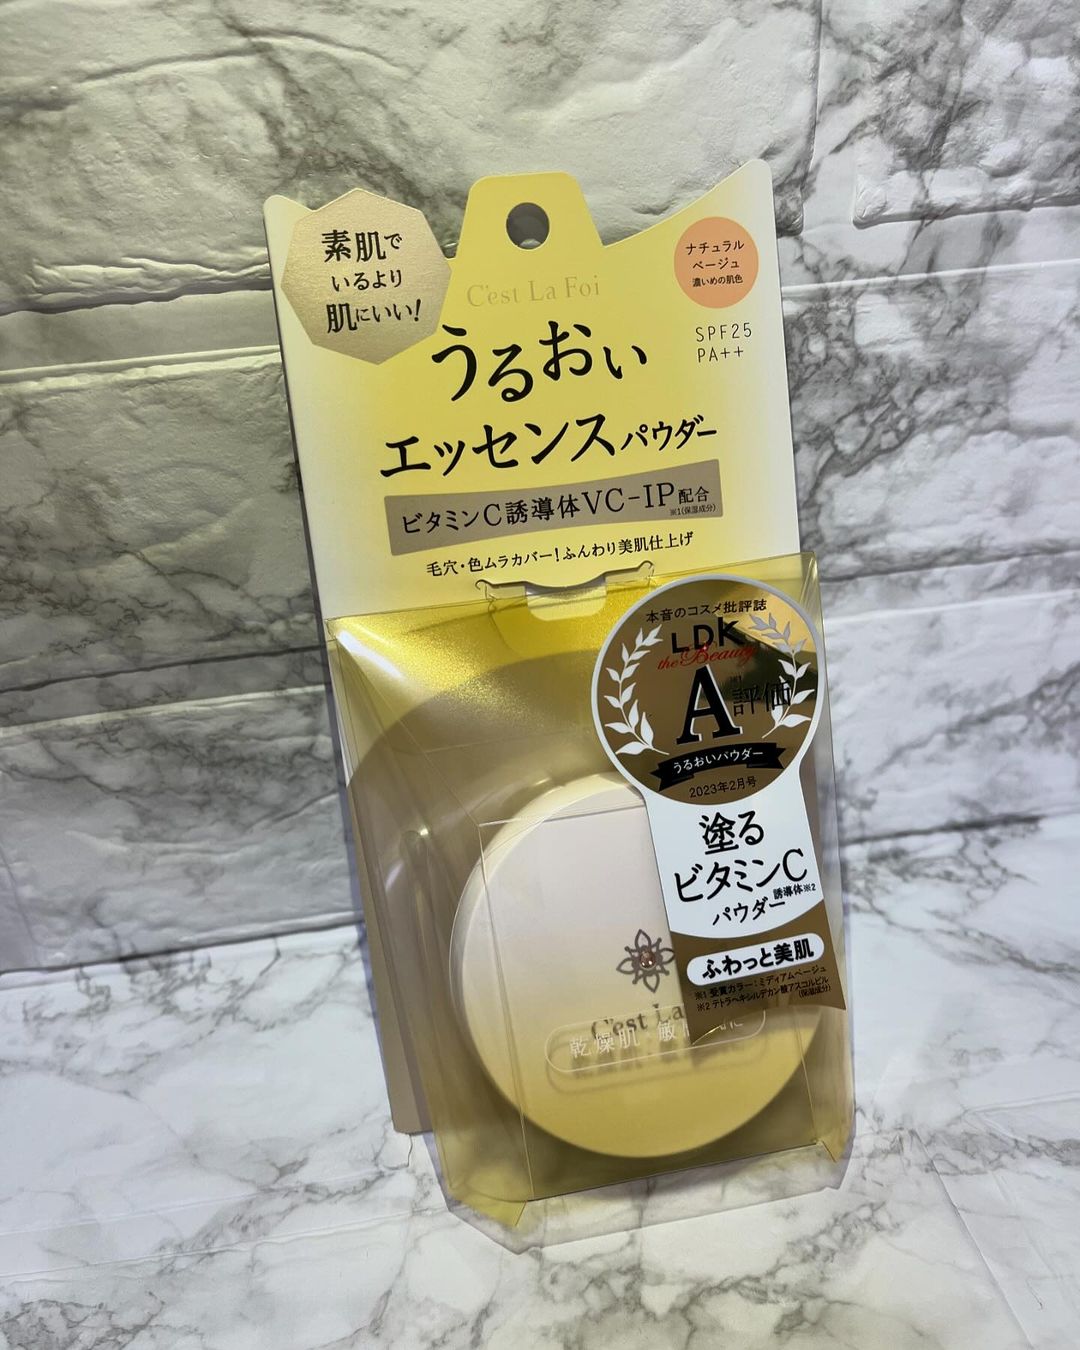 素肌で
いるより
肌にいい!
C'est La Foi
ナチュラル
ベージュ
濃いめの肌色
SPF25
PA++
うるおい
エッセンスパウダー
ビタミンC誘導体VC-IP配合
※1(保湿成分)
毛穴・色ムラカバー!ふんわり美肌仕上げ
本音のコスメ批評誌
LDK
the Beauty
A評価
※1
うるおいパウダー
2023年2月号
塗る
ビタミンC
誘導体※2
パウダー
ふわっと美肌
※1 受賞カラー:ミディアムベージュ
※2 テトラヘキシルデカン酸アスコルビル
(保湿成分)
C'est La
乾燥肌・敏